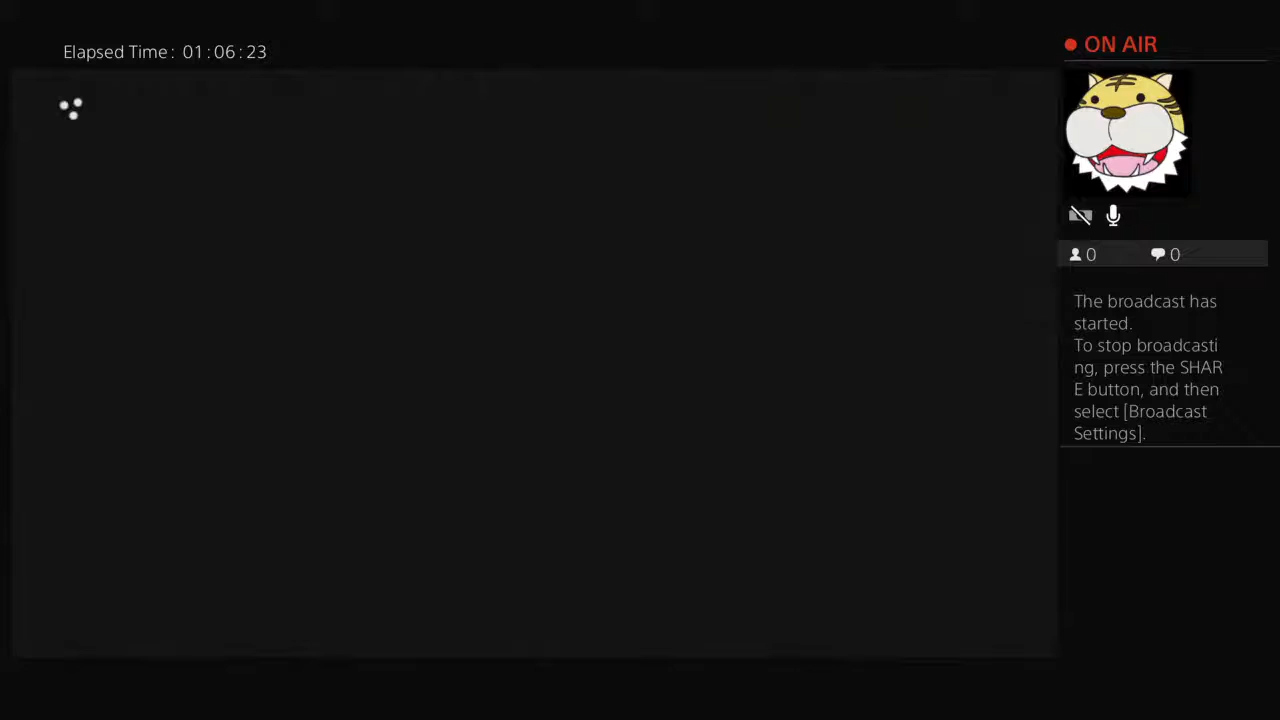 Elapsed Time: 01:06:23
ON AIR
0 0
The broadcast has
started.
To stop broadcasti
ng, press the SHAR
E button, and then
select [Broadcast
Settings].